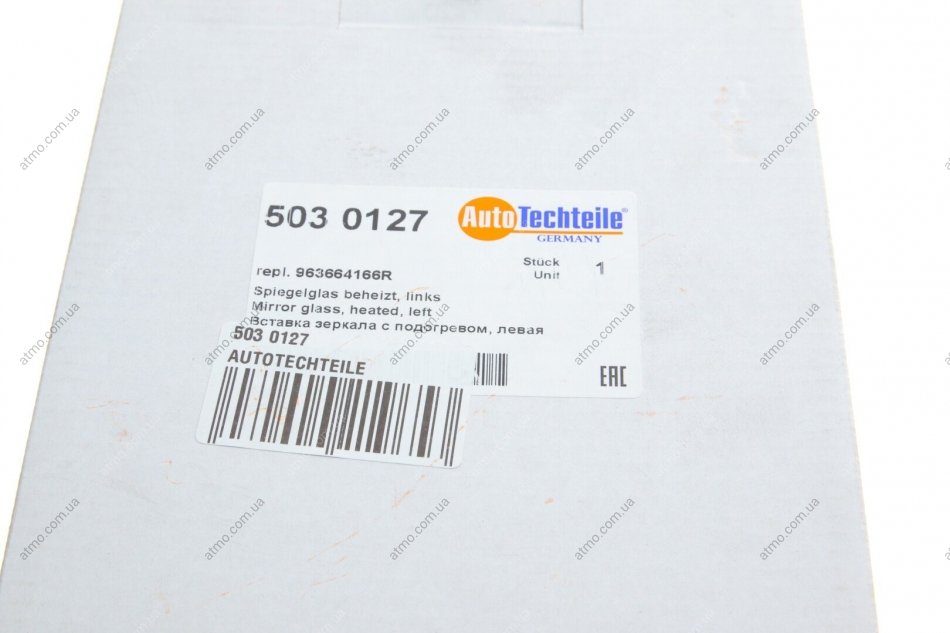 503 0127
AutoTechteile®
GERMANY
Stück
Unit 1
repl. 963664166R
Spiegelglas beheizt, links
Mirror glass, heated, left
Вставка зеркала с подогревом, левая
503 0127
AUTOTECHTEILE
EAC
atmo.com.ua